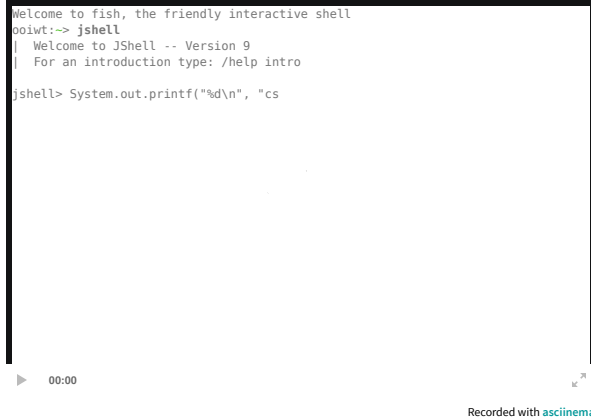 Welcome to fish, the friendly interactive shell
ooiwt:~> jshell
|  Welcome to JShell -- Version 9
|  For an introduction type: /help intro
jshell> System.out.printf("%d\n", "cs
00:00
Recorded with asciinema